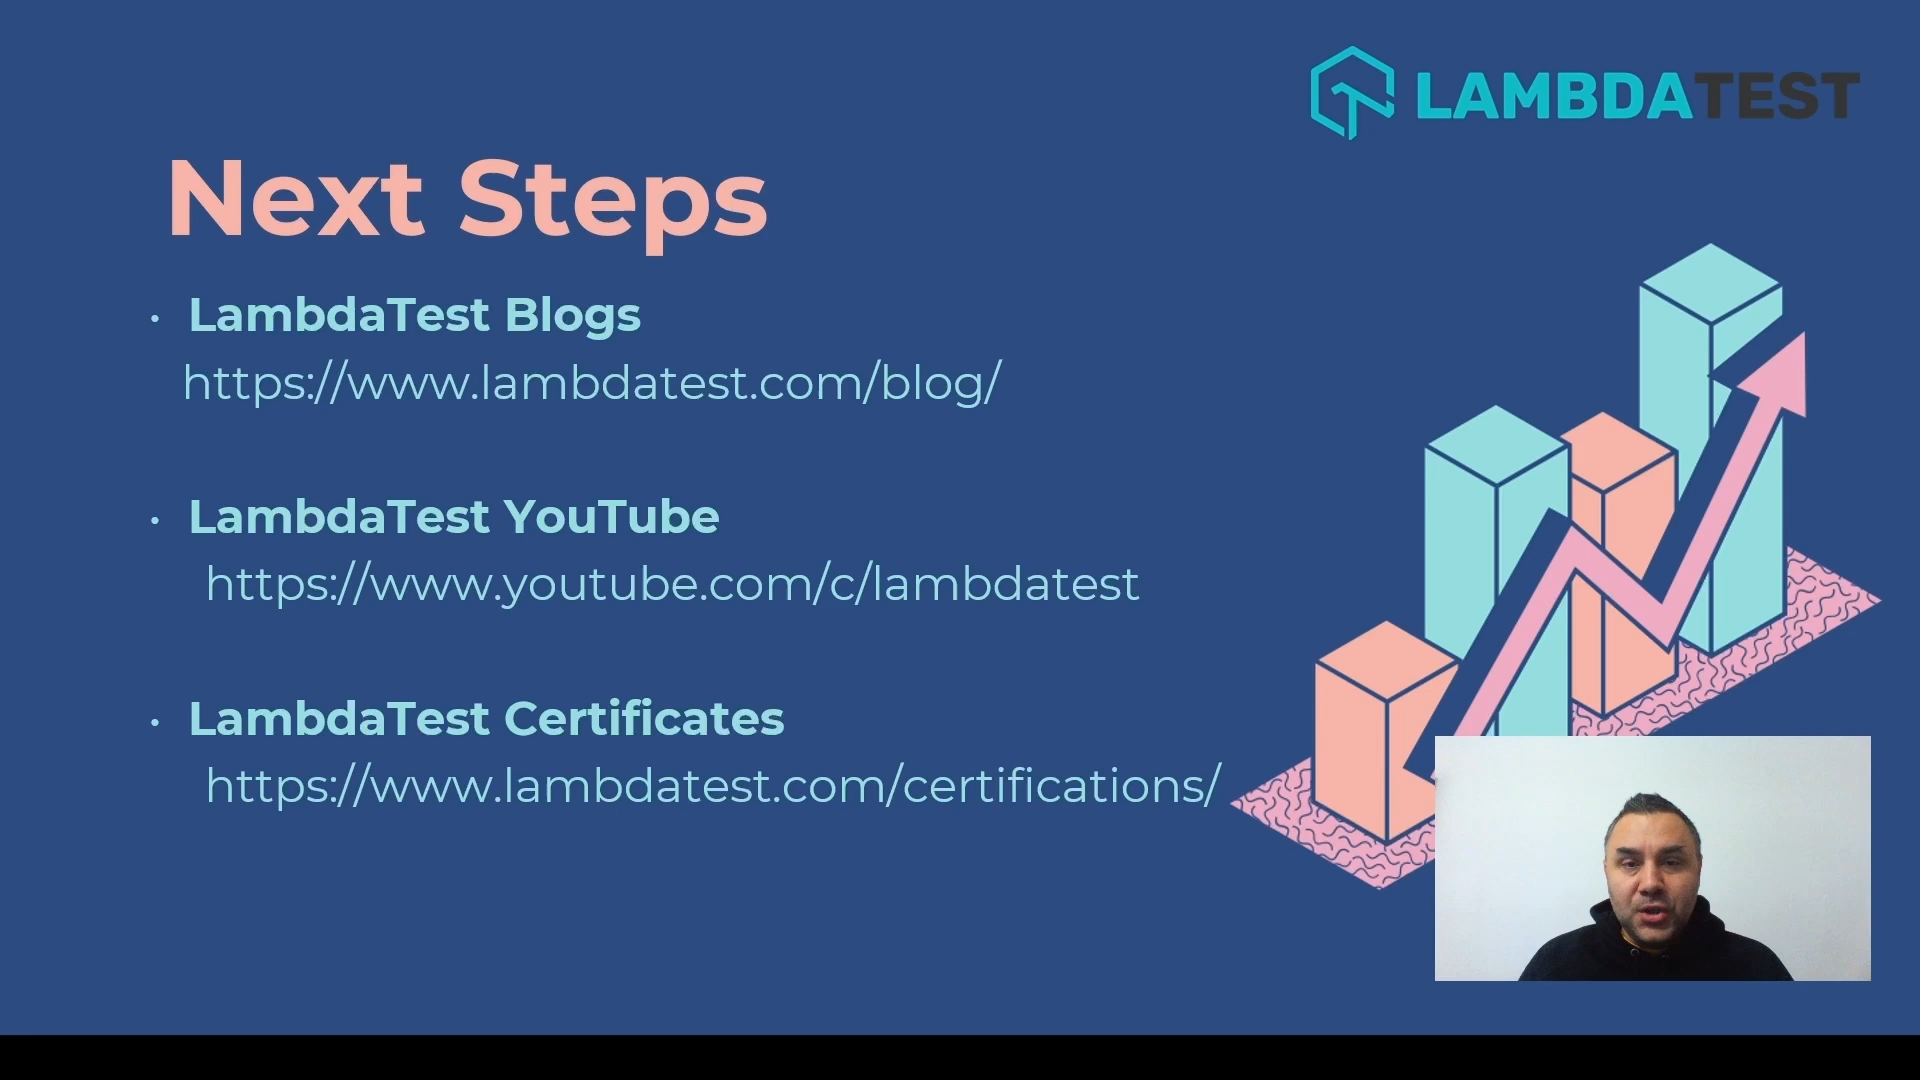 LAMBDATEST
Next Steps
• LambdaTest Blogs
https://www.lambdatest.com/blog/
• LambdaTest YouTube
https://www.youtube.com/c/lambdatest
• LambdaTest Certificates
https://www.lambdatest.com/certifications/